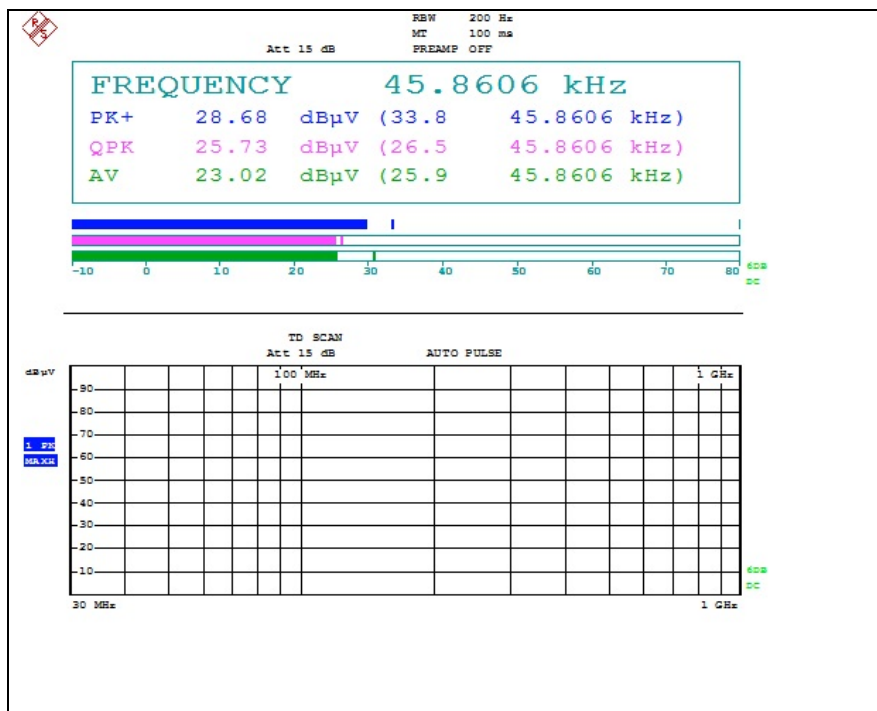 R S
RBW 200 Hz
MT 100 ms
Att 15 dB PREAMP OFF
FREQUENCY 45.8606 kHz
PK+ 28.68 dBµV (33.8 45.8606 kHz)
QPK 25.73 dBµV (26.5 45.8606 kHz)
AV 23.02 dBµV (25.9 45.8606 kHz)
-10 0 10 20 30 40 50 60 70 80
6DB
DC
TD SCAN
Att 15 dB AUTO PULSE
dBµV
100 MHz 1 GHz
90
80
70
1 PK
MAXH
60
50
40
30
20
10
6DB
DC
30 MHz 1 GHz